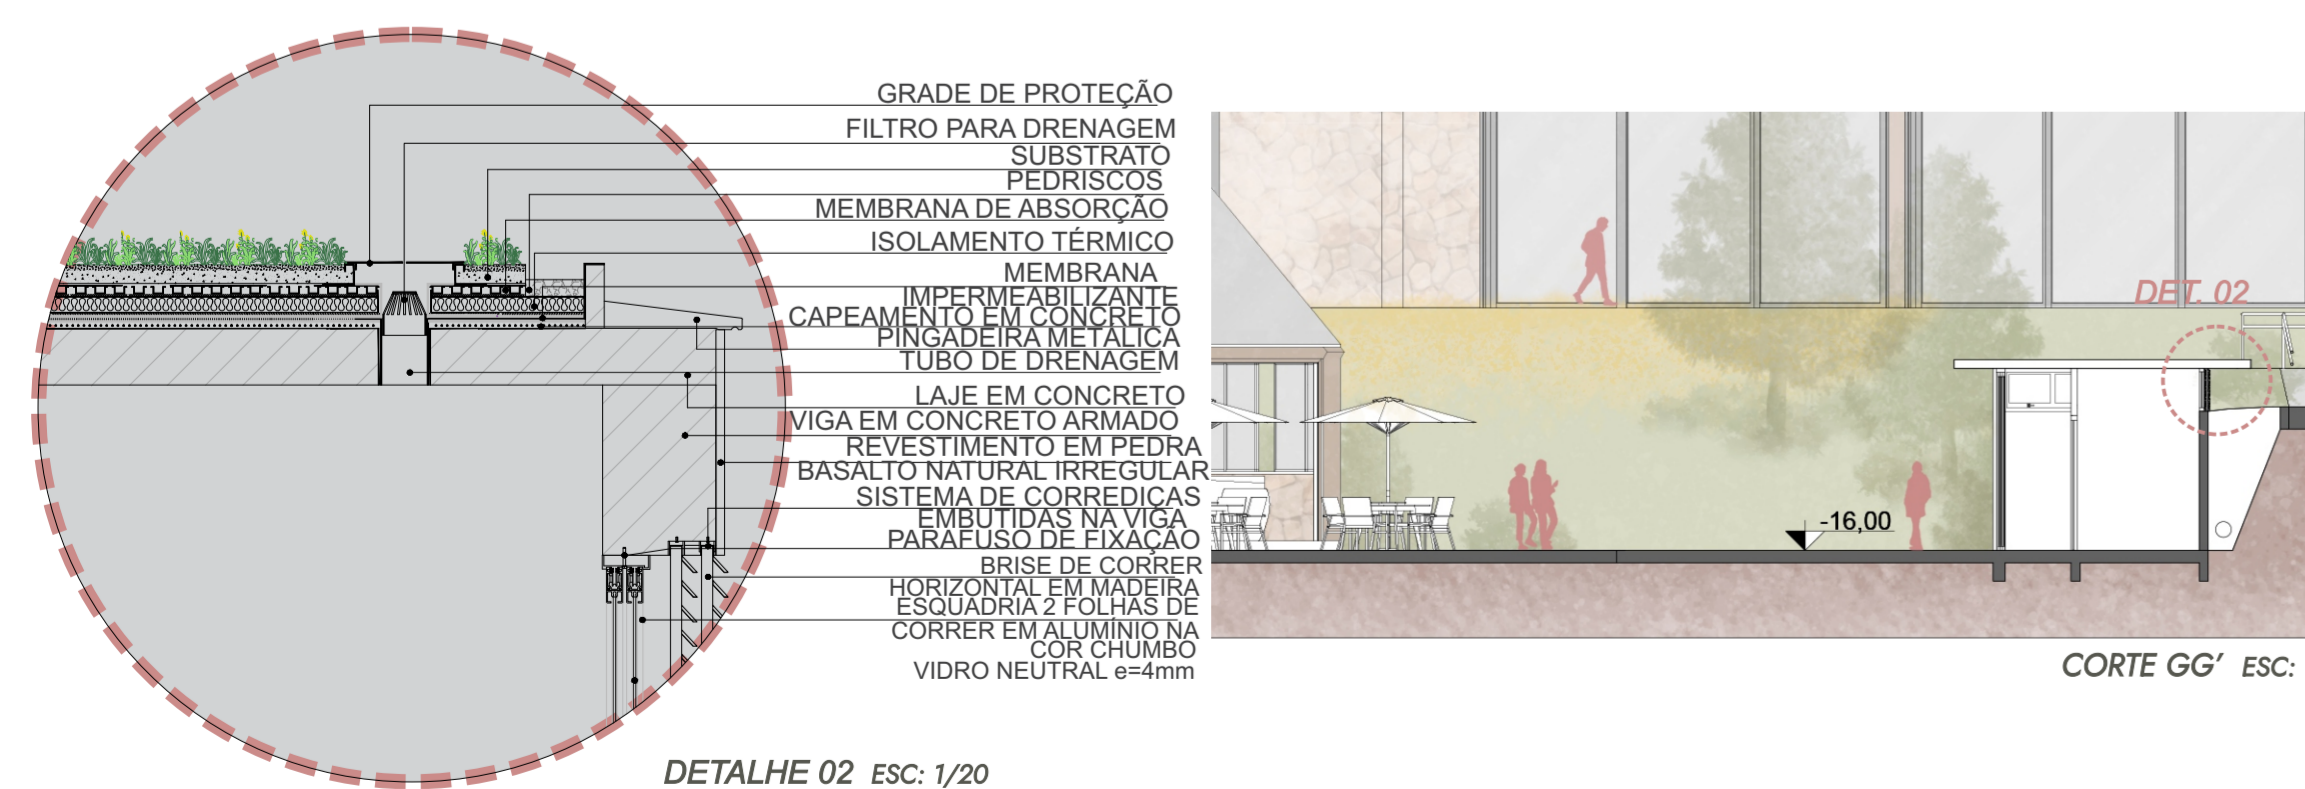 GRADE DE PROTEÇÃO
FILTRO PARA DRENAGEM
SUBSTRATO
PEDRISCOS
MEMBRANA DE ABSORÇÃO
ISOLAMENTO TÉRMICO
MEMBRANA
IMPERMEABILIZANTE
CAPEAMENTO EM CONCRETO
PINGADEIRA METÁLICA
TUBO DE DRENAGEM
LAJE EM CONCRETO
VIGA EM CONCRETO ARMADO
REVESTIMENTO EM PEDRA
BASALTO NATURAL IRREGULAR
SISTEMA DE CORREDIÇAS
EMBUTIDAS NA VIGA
PARAFUSO DE FIXAÇÃO
BRISE DE CORRER
HORIZONTAL EM MADEIRA
ESQUADRIA 2 FOLHAS DE
CORRER EM ALUMÍNIO NA
COR CHUMBO
VIDRO NEUTRAL e=4mm
DETALHE 02 ESC: 1/20
DET. 02
-16,00
CORTE GG' ESC: